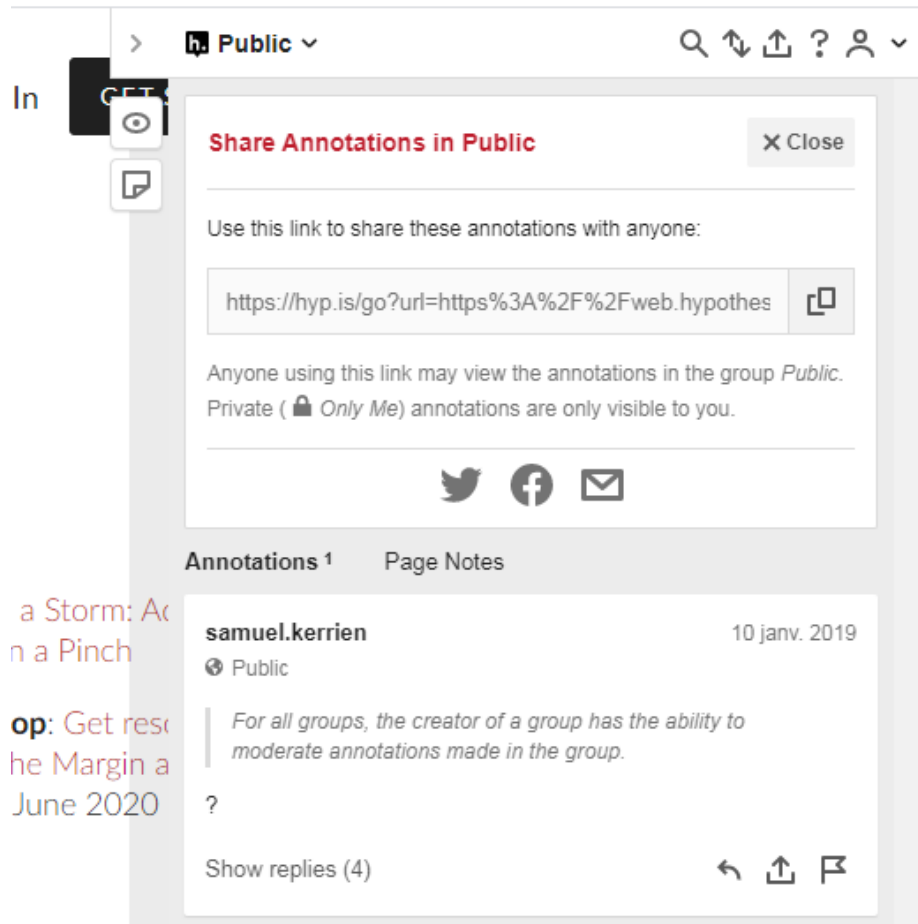 h. Public
In
GET S
Share Annotations in Public
Close
Use this link to share these annotations with anyone:
https://hyp.is/go?url=https%3A%2F%2Fweb.hypothes
Anyone using this link may view the annotations in the group Public.
Private ( Only Me) annotations are only visible to you.
Annotations 1
Page Notes
a Storm: Ad
n a Pinch
samuel.kerrien
10 janv. 2019
Public
op: Get reso
he Margin a
June 2020
For all groups, the creator of a group has the ability to
moderate annotations made in the group.
?
Show replies (4)